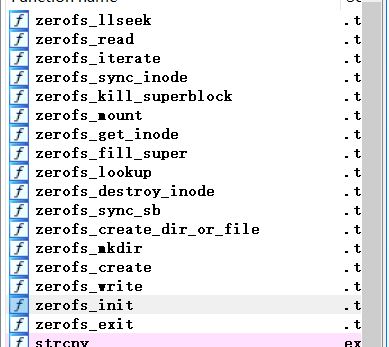 Function name
f zerofs_llseek .t
f zerofs_read .t
f zerofs_iterate .t
f zerofs_sync_inode .t
f zerofs_kill_superblock .t
f zerofs_mount .t
f zerofs_get_inode .t
f zerofs_fill_super .t
f zerofs_lookup .t
f zerofs_destroy_inode .t
f zerofs_sync_sb .t
f zerofs_create_dir_or_file .t
f zerofs_mkdir .t
f zerofs_create .t
f zerofs_write .t
f zerofs_init .t
f zerofs_exit .t
f strcpy ex